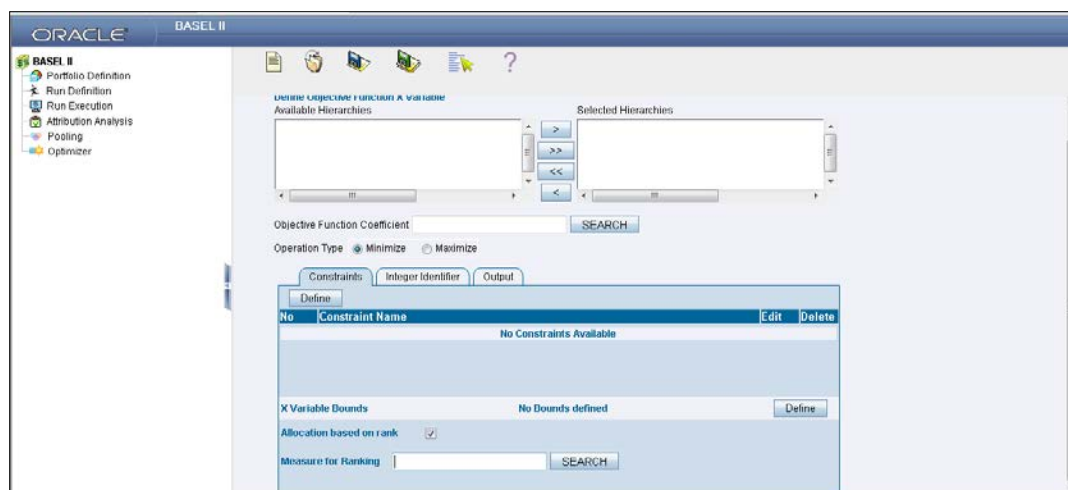 ORACLE
BASEL II
BASEL II
Portfolio Definition
Run Definition
Run Execution
Attribution Analysis
Pooling
Optimizer
?
Define Objective Function X Variable
Available Hierarchies
Selected Hierarchies
>
>>
<<
<
Objective Function Coefficient
SEARCH
Operation Type Minimize Maximize
Constraints Integer Identifier Output
Define
No Constraint Name Edit Delete
No Constraints Available
X Variable Bounds No Bounds defined Define
Allocation based on rank
Measure for Ranking SEARCH